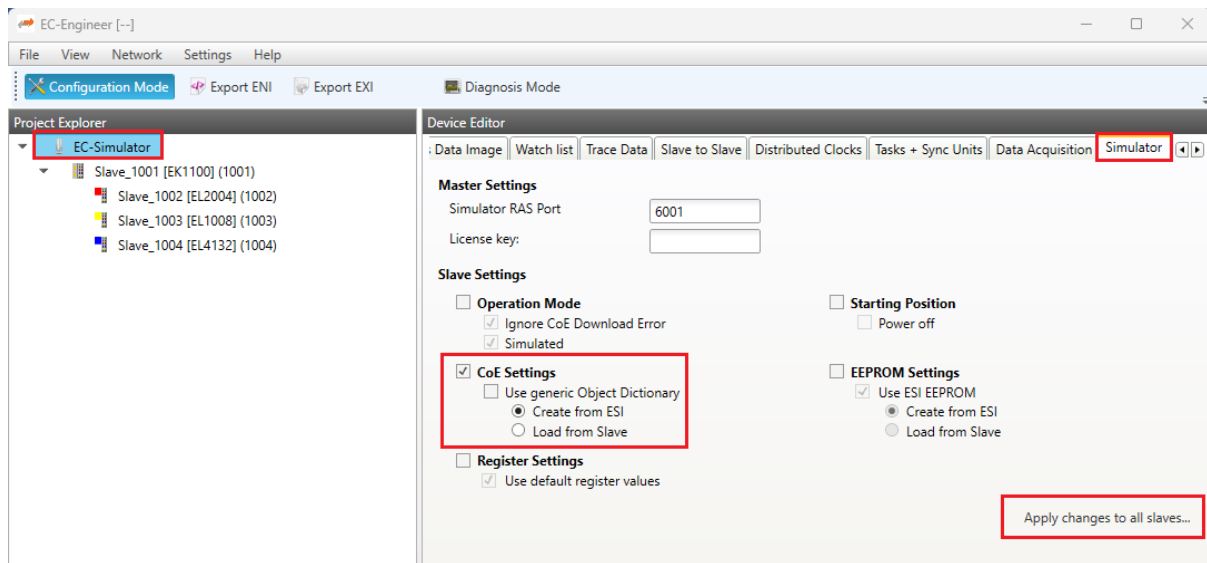 EC-Engineer [--]
File View Network Settings Help
Configuration Mode Export ENI Export EXI Diagnosis Mode
Project Explorer
EC-Simulator
Slave_1001 [EK1100] (1001)
Slave_1002 [EL2004] (1002)
Slave_1003 [EL1008] (1003)
Slave_1004 [EL4132] (1004)
Device Editor
Data Image Watch list Trace Data Slave to Slave Distributed Clocks Tasks + Sync Units Data Acquisition Simulator
Master Settings
Simulator RAS Port 6001
License key:
Slave Settings
Operation Mode
Ignore CoE Download Error
Simulated
Starting Position
Power off
CoE Settings
Use generic Object Dictionary
Create from ESI
Load from Slave
EEPROM Settings
Use ESI EEPROM
Create from ESI
Load from Slave
Register Settings
Use default register values
Apply changes to all slaves...